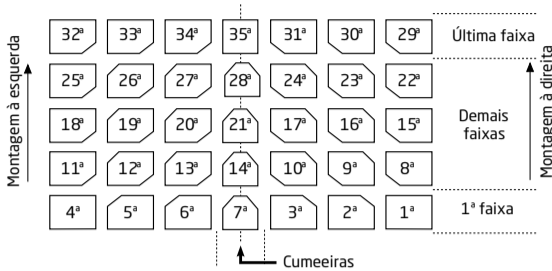 32ª 33ª 34ª 35ª 31ª 30ª 29ª Última faixa
25ª 26ª 27ª 28ª 24ª 23ª 22ª
18ª 19ª 20ª 21ª 17ª 16ª 15ª
Demais
faixas
11ª 12ª 13ª 14ª 10ª 9ª 8ª
4ª 5ª 6ª 7ª 3ª 2ª 1ª 1ª faixa
Cumeeiras
Montagem à esquerda
Montagem à direita